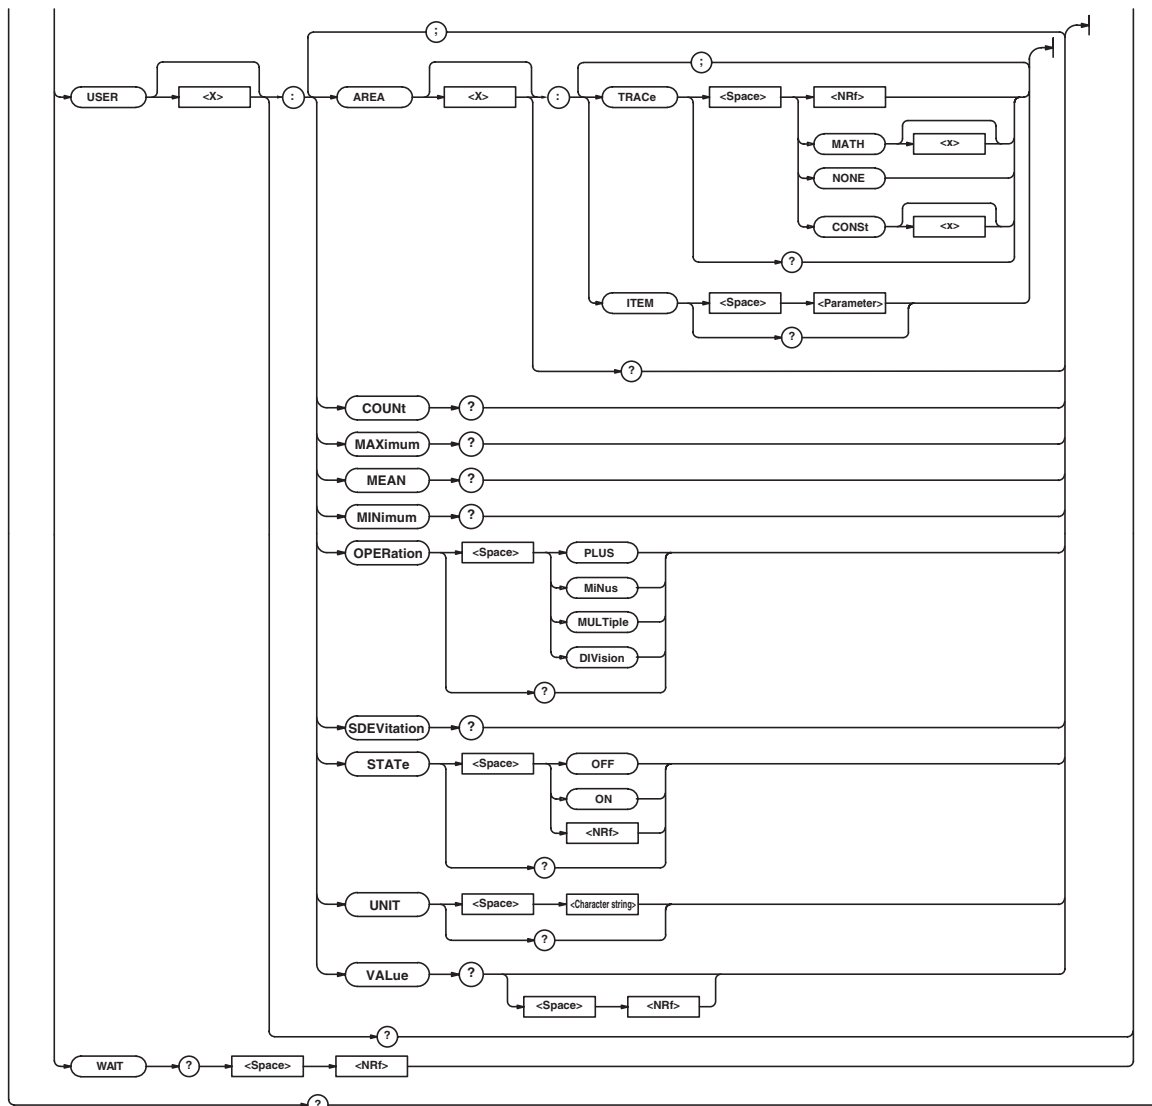 ;
;
USER <X> : AREA <X> : TRACe <Space> <NRf>
MATH <x>
NONE
CONSt <x>
?
ITEM <Space> <Parameter>
?
?
COUNt ?
MAXimum ?
MEAN ?
MINimum ?
OPERation <Space> PLUS
MiNus
MULTiple
DIVision
?
SDEVitation ?
STATe <Space> OFF
ON
<NRf>
?
UNIT <Space> <Character string>
?
VALue ?
<Space> <NRf>
?
WAIT ? <Space> <NRf>
?